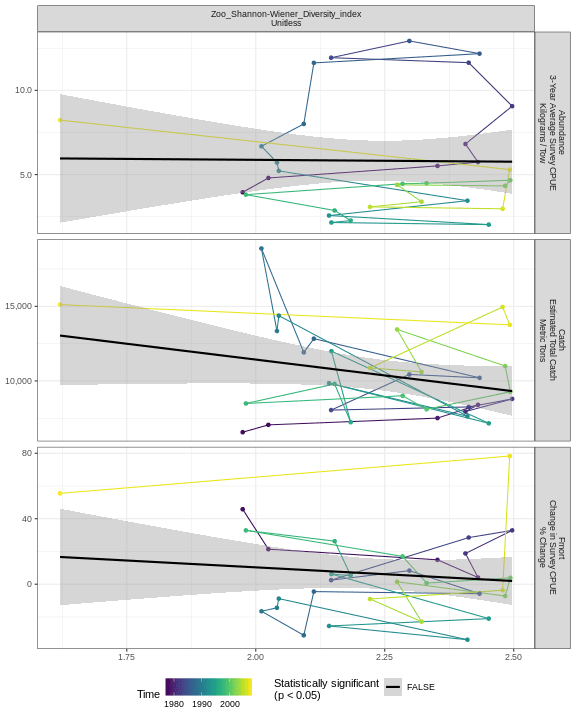 Zoo_Shannon-Wiener_Diversity_index
Unitless
10.0
5.0
Abundance
3-Year Average Survey CPUE
Kilograms / Tow
15,000
10,000
Catch
Estimated Total Catch
Metric Tons
80
40
0
Fmort
Change in Survey CPUE
% Change
1.75
2.00
2.25
2.50
Time
1980 1990 2000
Statistically significant
(p < 0.05)
FALSE